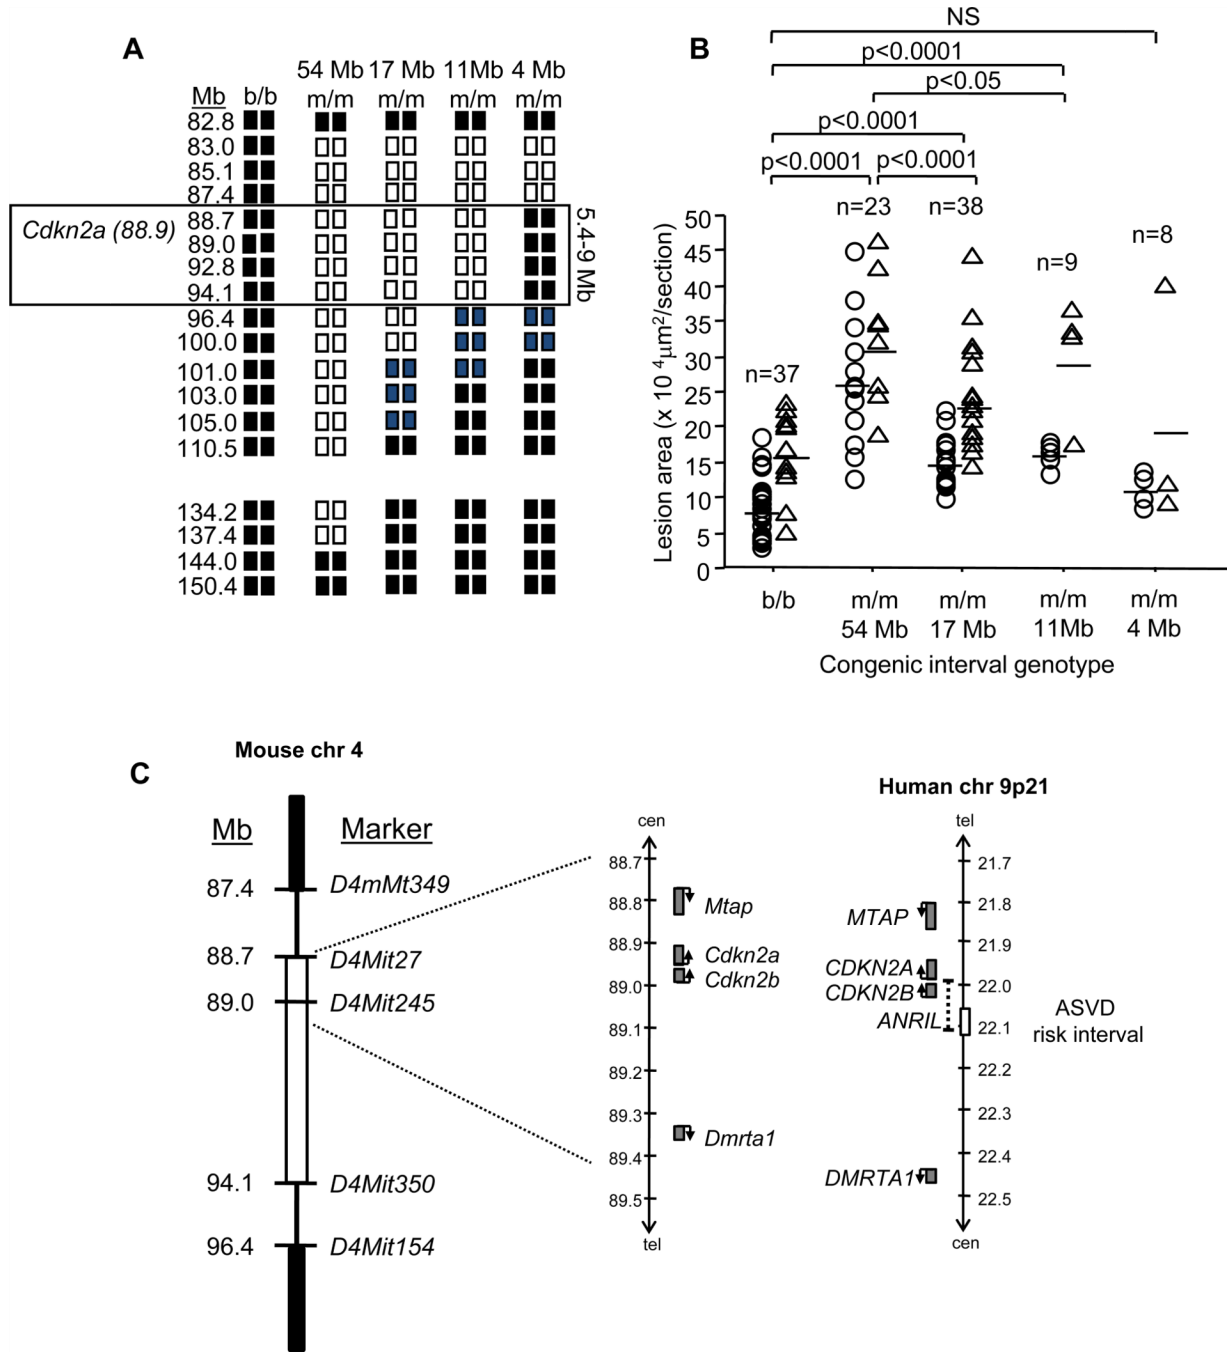 A
54 Mb 17 Mb 11Mb 4 Mb
Mb b/b m/m m/m m/m m/m
82.8
83.0
85.1
87.4
88.7
Cdkn2a (88.9)
89.0
92.8
94.1
5.4-9 Mb
96.4
100.0
101.0
103.0
105.0
110.5
134.2
137.4
144.0
150.4
B
NS
p<0.0001
p<0.05
p<0.0001
p<0.0001 p<0.0001
n=23 n=38
n=8
n=9
n=37
Lesion area (x 10 4μm2/section)
50
45
40
35
30
25
20
15
10
5
0
b/b m/m m/m m/m m/m
54 Mb 17 Mb 11Mb 4 Mb
Congenic interval genotype
C
Mouse chr 4
Mb Marker
87.4 D4mMt349
88.7 D4Mit27
89.0 D4Mit245
94.1 D4Mit350
96.4 D4Mit154
cen
88.7
88.8 Mtap
88.9
Cdkn2a
Cdkn2b
89.0
89.1
89.2
89.3
Dmrta1
89.4
89.5
tel
Human chr 9p21
tel
21.7
21.8
MTAP
21.9
CDKN2A
22.0
CDKN2B
ANRIL
22.1
ASVD
risk interval
22.2
22.3
22.4
DMRTA1
22.5
cen